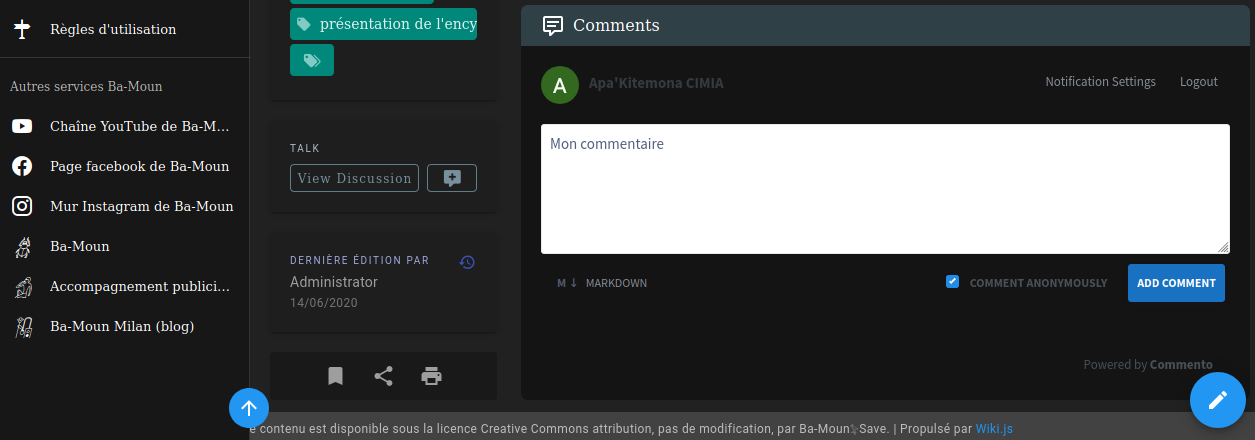 Règles d'utilisation
Autres services Ba-Moun
Chaîne YouTube de Ba-M...
Page facebook de Ba-Moun
Mur Instagram de Ba-Moun
Ba-Moun
Accompagnement publici...
Ba-Moun Milan (blog)
présentation de l'ency
TALK
View Discussion
DERNIÈRE ÉDITION PAR
Administrator
14/06/2020
Comments
A
Apa'Kitemona CIMIA
Notification Settings
Logout
Mon commentaire
M ↓ MARKDOWN
COMMENT ANONYMOUSLY
ADD COMMENT
Powered by Commento
e contenu est disponible sous la licence Creative Commons attribution, pas de modification, par Ba-Moun Save. | Propulsé par Wiki.js